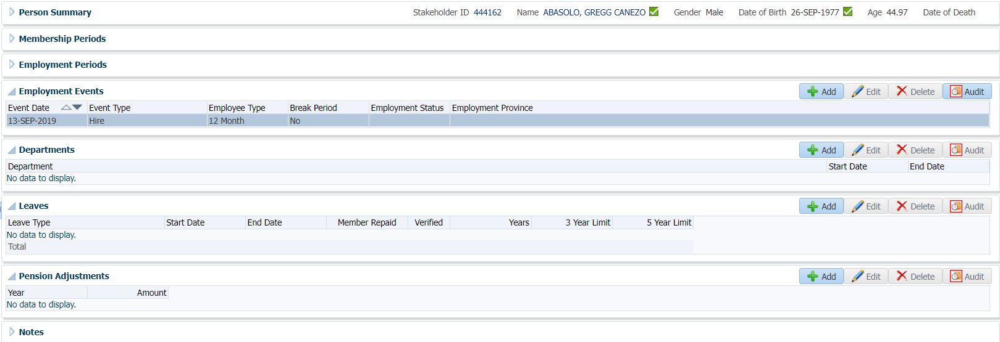 Person Summary Stakeholder ID 444162 Name ABASOLO, GREGG CANEZO Gender Male Date of Birth 26-SEP-1977 Age 44.97 Date of Death
Membership Periods
Employment Periods
Employment Events Add Edit Delete Audit
Event Date Event Type Employee Type Break Period Employment Status Employment Province
13-SEP-2019 Hire 12 Month No
Departments Add Edit Delete Audit
Department Start Date End Date
No data to display.
Leaves Add Edit Delete Audit
Leave Type Start Date End Date Member Repaid Verified Years 3 Year Limit 5 Year Limit
No data to display.
Total
Pension Adjustments Add Edit Delete Audit
Year Amount
No data to display.
Notes